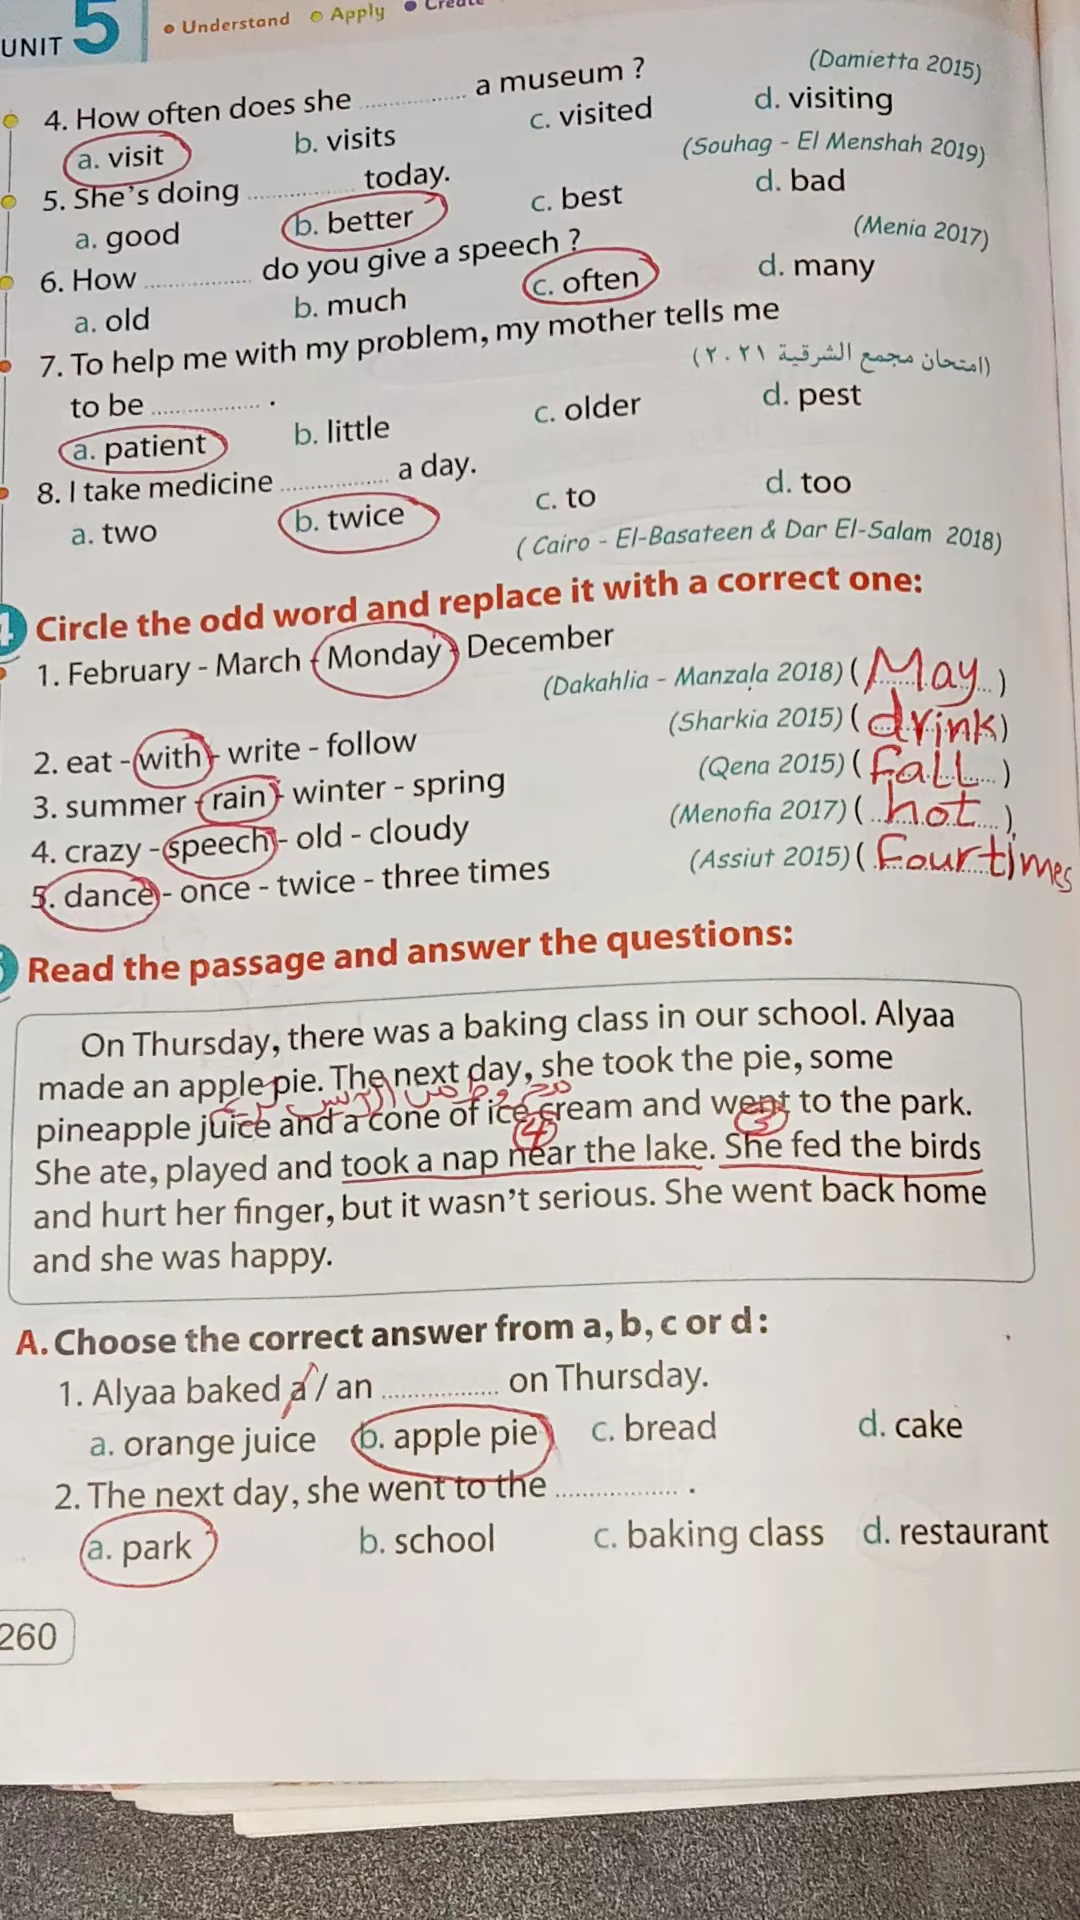 UNIT 5
Understand Apply Create
4. How often does she ............... a museum ? (Damietta 2015)
a. visit b. visits c. visited d. visiting
5. She's doing ............... today. (Souhag - El Menshah 2019)
a. good b. better c. best d. bad
6. How ............... do you give a speech ? (Menia 2017)
a. old b. much c. often d. many
7. To help me with my problem, my mother tells me
to be ............... . (امتحان مجمع الشرقية ٢٠٢١)
a. patient b. little c. older d. pest
8. I take medicine ............... a day.
a. two b. twice c. to d. too
( Cairo - El-Basateen & Dar El-Salam 2018)
4 Circle the odd word and replace it with a correct one:
1. February - March - Monday - December
(Dakahlia - Manzala 2018) (May)
2. eat - with - write - follow (Sharkia 2015) (drink)
3. summer - rain - winter - spring (Qena 2015) (fall)
4. crazy - speech - old - cloudy (Menofia 2017) (hot)
5. dance - once - twice - three times (Assiut 2015) (four times
Read the passage and answer the questions:
On Thursday, there was a baking class in our school. Alyaa
made an apple pie. The next day, she took the pie, some
pineapple juice and a cone of ice cream and went to the park.
4 3
She ate, played and took a nap near the lake. She fed the birds
and hurt her finger, but it wasn't serious. She went back home
and she was happy.
A. Choose the correct answer from a, b, c or d :
1. Alyaa baked a / an ............... on Thursday.
a. orange juice b. apple pie c. bread d. cake
2. The next day, she went to the ............... .
a. park b. school c. baking class d. restaurant
260